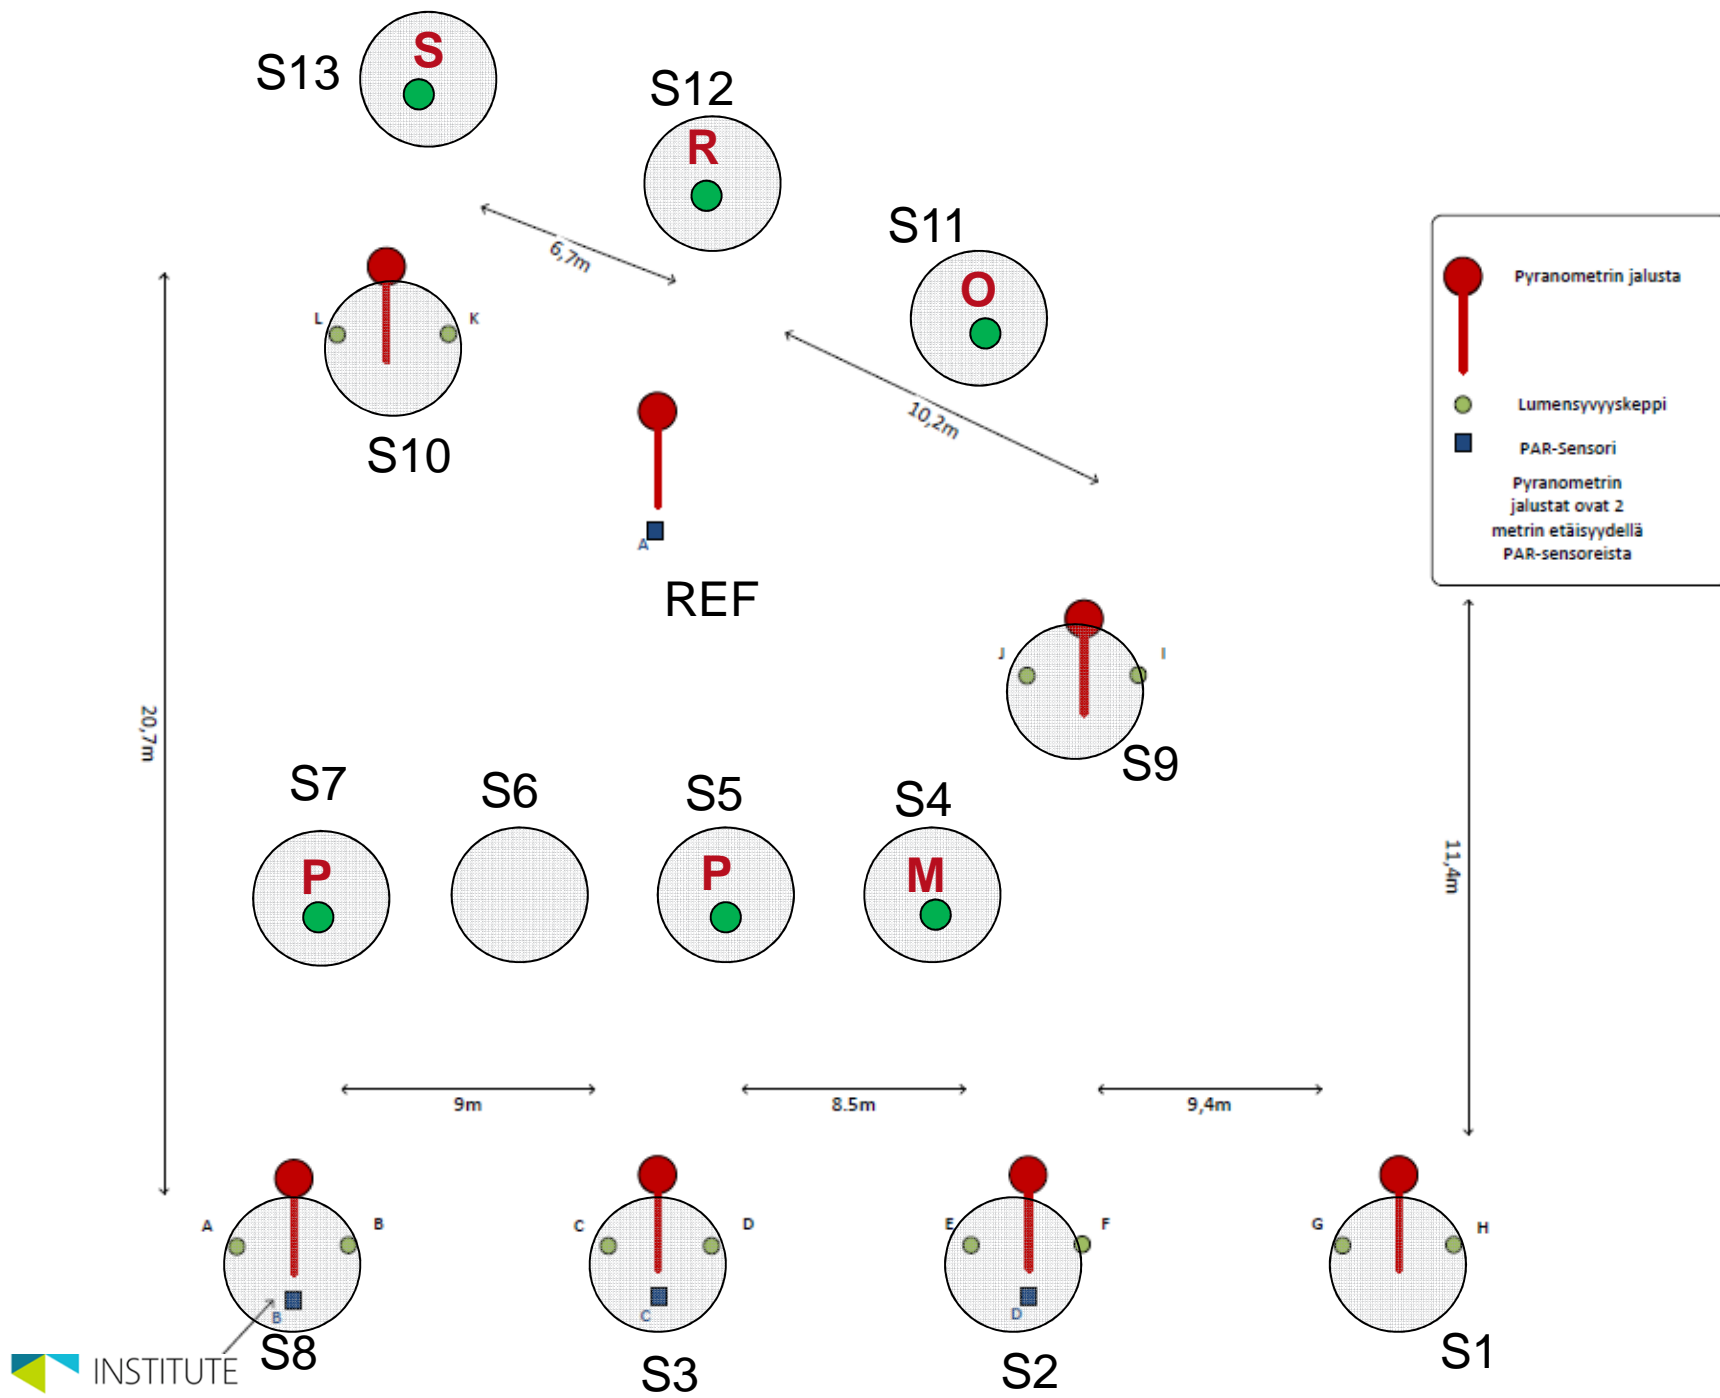 S13
S
S12
R
S11
O
6,7m
10,2m
L
K
S10
A
REF
Pyranometrin jalusta
Lumensyvyyskeppi
PAR-Sensori
Pyranometrin
jalustat ovat 2
metrin etäisyydellä
PAR-sensoreista
J
I
S9
20,7m
11,4m
S7
S6
S5
S4
P
P
M
9m
8.5m
9,4m
A
B
C
D
E
F
G
H
B
C
D
S8
S3
S2
S1
INSTITUTE